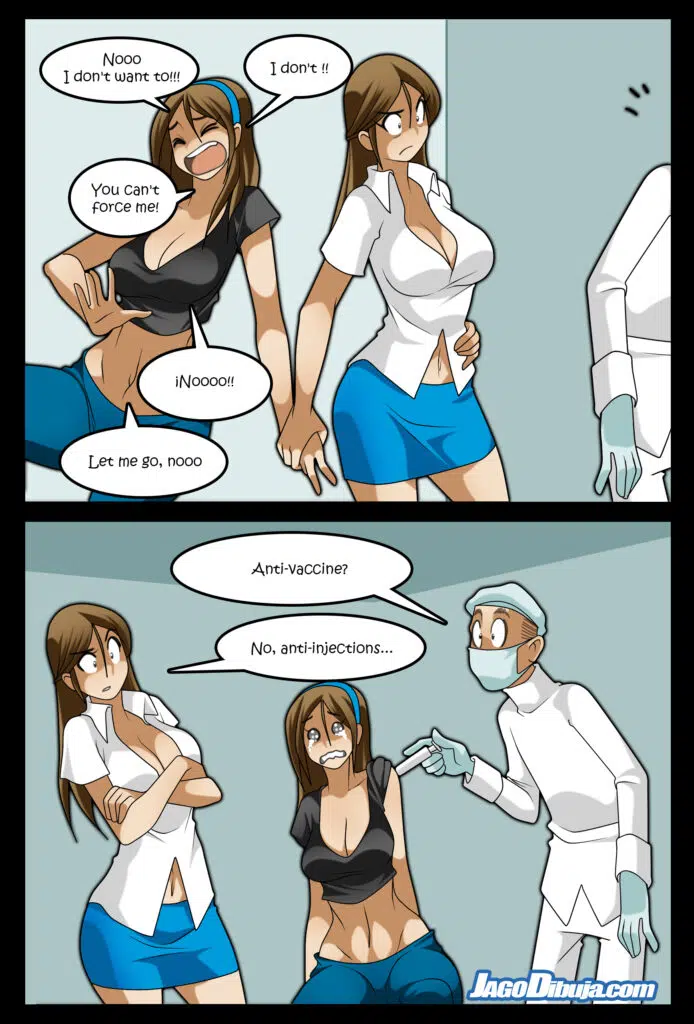 Nooo
I don't want to!!!
I don't !!
You can't
force me!
¡Noooo!!
Let me go, nooo
Anti-vaccine?
No, anti-injections...
JAGODibuja.com